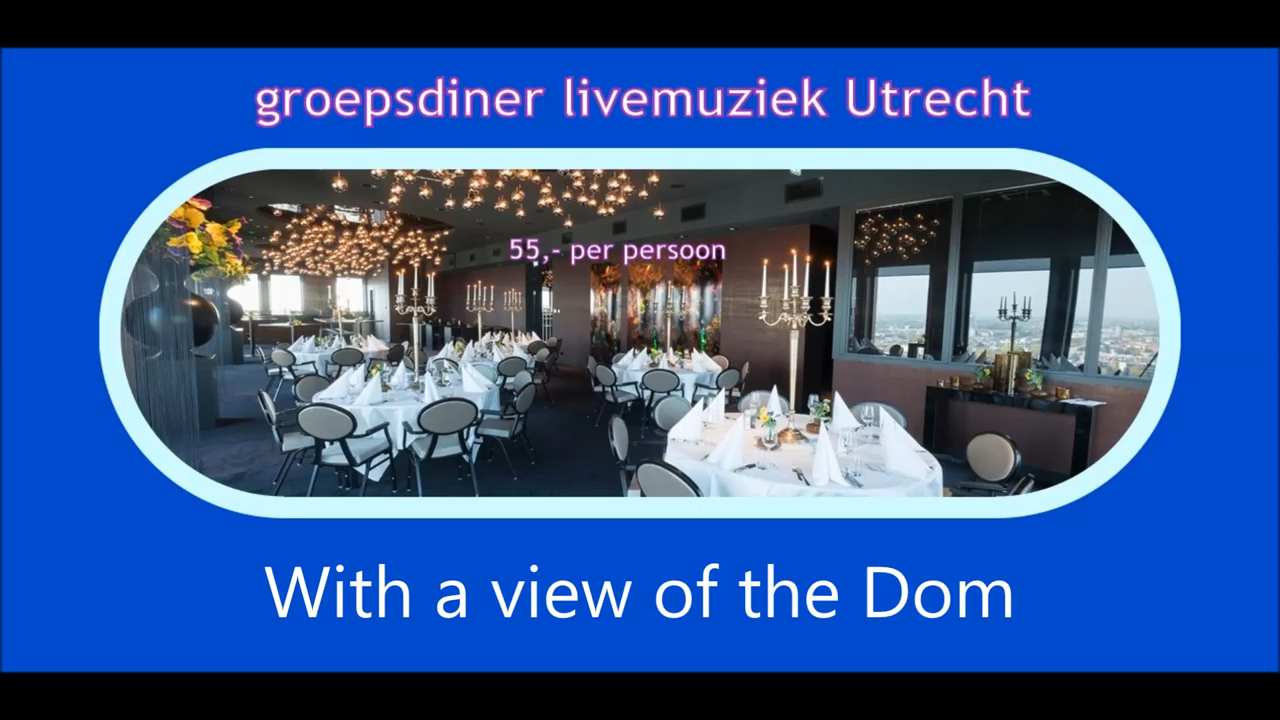 groepsdiner livemuziek Utrecht
55,- per persoon
With a view of the Dom